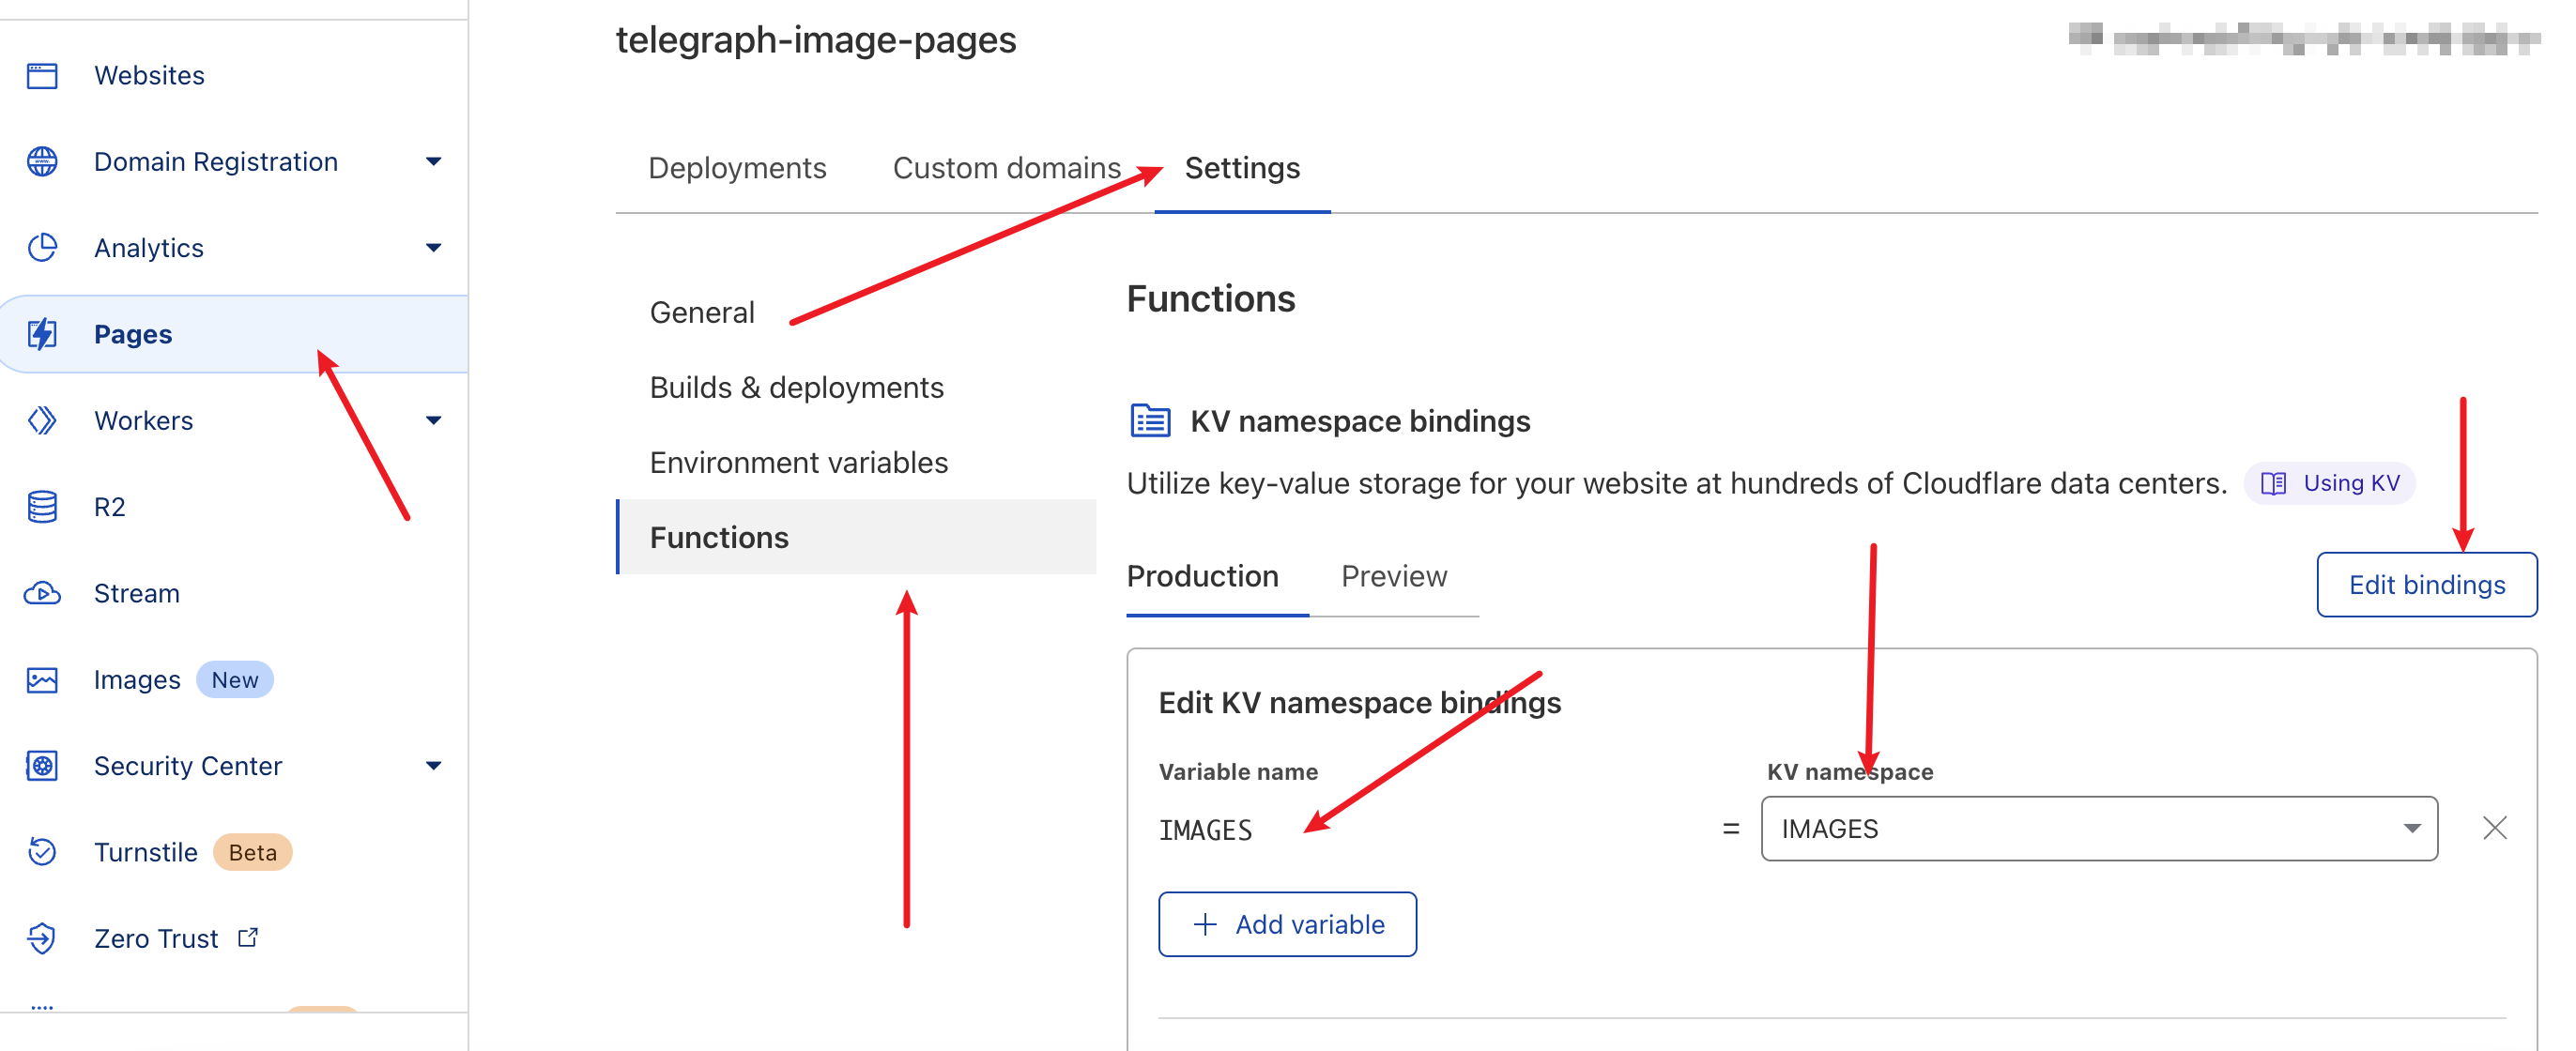 telegraph-image-pages
Websites
Domain Registration
Analytics
Pages
Workers
R2
Stream
Images New
Security Center
Turnstile Beta
Zero Trust
Deployments Custom domains Settings
General
Builds & deployments
Environment variables
Functions
Functions
KV namespace bindings
Utilize key-value storage for your website at hundreds of Cloudflare data centers. Using KV
Production Preview
Edit bindings
Edit KV namespace bindings
Variable name KV namespace
IMAGES = IMAGES
+ Add variable